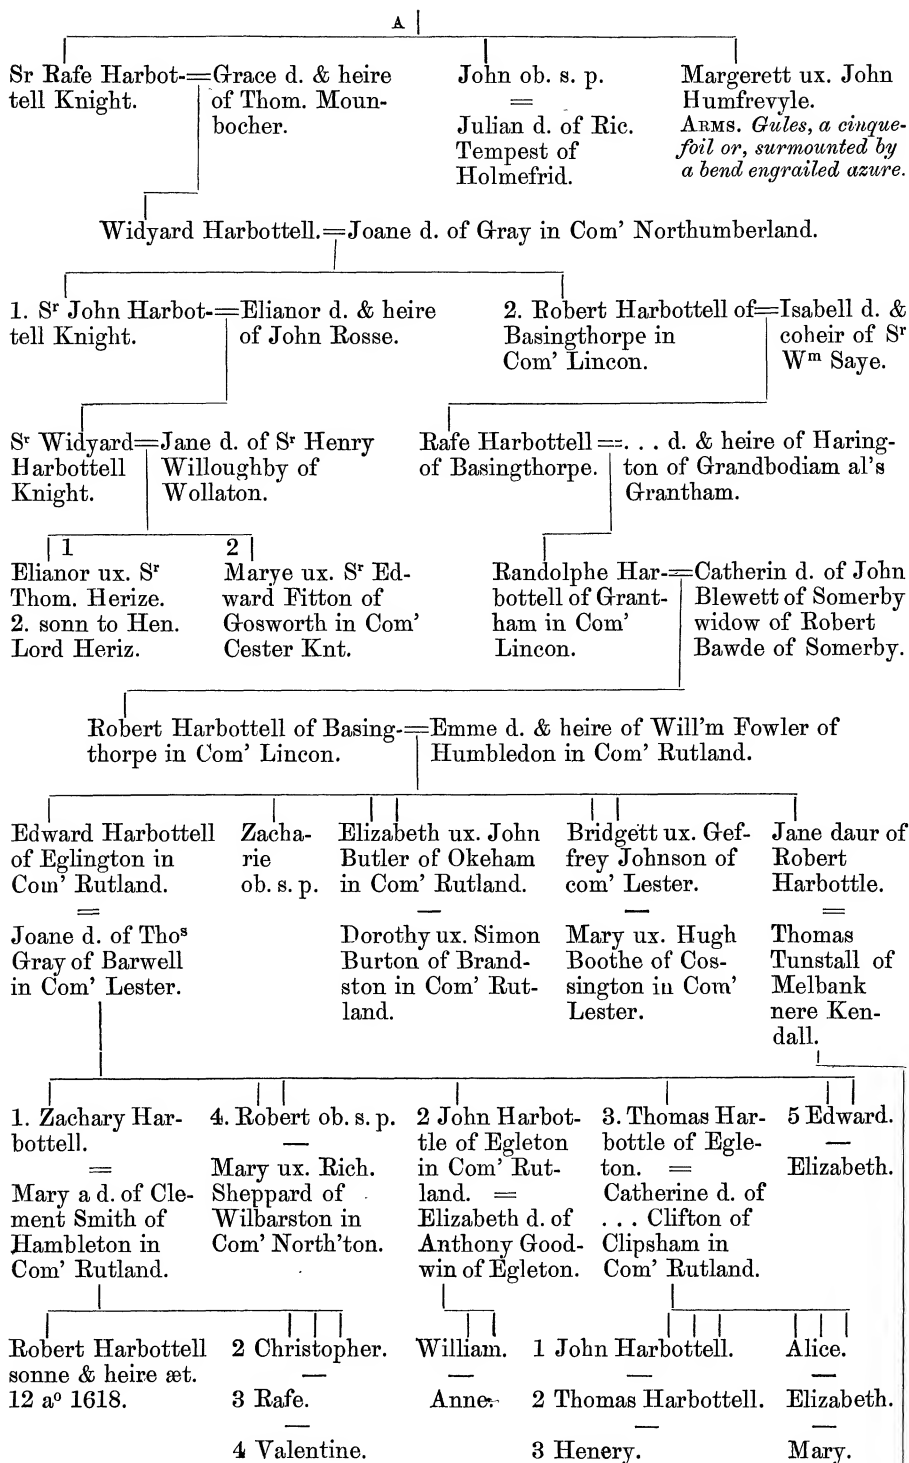 A
Sr Rafe Harbot-=Grace d. & heire
tell Knight. of Thom. Moun-
bocher.
John ob. s. p.
=
Julian d. of Ric.
Tempest of
Holmefrid.
Margerett ux. John
Humfrevyle.
ARMS. Gules, a cinque-
foil or, surmounted by
a bend engrailed azure.
Widyard Harbottell.=Joane d. of Gray in Com' Northumberland.
1. Sʳ John Harbot-=Elianor d. & heire
tell Knight. of John Rosse.
2. Robert Harbottell of=Isabell d. &
Basingthorpe in coheir of Sʳ
Com' Lincon. Wᵐ Saye.
Sʳ Widyard=Jane d. of Sʳ Henry
Harbottell Willoughby of
Knight. Wollaton.
Rafe Harbottell=. . . d. & heire of Haring-
of Basingthorpe. ton of Grandbodiam al's
Grantham.
1
Elianor ux. Sʳ
Thom. Herize.
2. sonn to Hen.
Lord Heriz.
2
Marye ux. Sʳ Ed-
ward Fitton of
Gosworth in Com'
Cester Knt.
Randolphe Har-=Catherin d. of John
bottell of Grant- Blewett of Somerby
ham in Com' widow of Robert
Lincon. Bawde of Somerby.
Robert Harbottell of Basing-=Emme d. & heire of Will'm Fowler of
thorpe in Com' Lincon. Humbledon in Com' Rutland.
Edward Harbottell
of Eglington in
Com' Rutland.
=
Joane d. of Thoˢ
Gray of Barwell
in Com' Lester.
Zacha-
rie
ob. s. p.
Elizabeth ux. John
Butler of Okeham
in Com' Rutland.
—
Dorothy ux. Simon
Burton of Brand-
ston in Com' Rut-
land.
Bridgett ux. Gef-
frey Johnson of
com' Lester.
—
Mary ux. Hugh
Boothe of Cos-
sington in Com'
Lester.
Jane daur of
Robert
Harbottle.
=
Thomas
Tunstall of
Melbank
nere Ken-
dall.
1. Zachary Har-
bottell.
=
Mary a d. of Cle-
ment Smith of
Hambleton in
Com' Rutland.
4. Robert ob. s. p.
—
Mary ux. Rich.
Sheppard of
Wilbarston in
Com' North'ton.
2 John Harbot-
tle of Egleton
in Com' Rut-
land. =
Elizabeth d. of
Anthony Good-
win of Egleton.
3. Thomas Har-
bottle of Egle-
ton. =
Catherine d. of
. . . Clifton of
Clipsham in
Com' Rutland.
5 Edward.
—
Elizabeth.
Robert Harbottell
sonne & heire æt.
12 aº 1618.
2 Christopher.
—
3 Rafe.
—
4 Valentine.
William.
—
Anne.
1 John Harbottell.
—
2 Thomas Harbottell.
—
3 Henery.
Alice.
—
Elizabeth.
—
Mary.